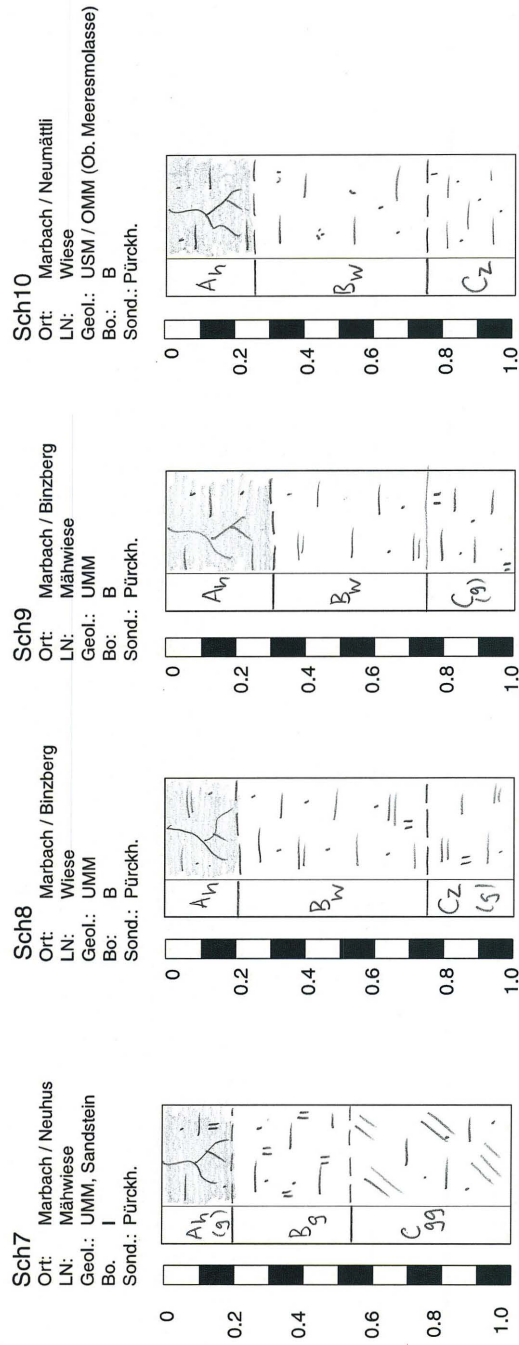 Sch7
Ort: Marbach / Neuhus
LN: Mähwiese
Geol.: UMM, Sandstein
Bo. I
Sond.: Pürckh.
0
0.2
0.4
0.6
0.8
1.0
Ah
(g)
Bg
Cgg
Sch8
Ort: Marbach / Binzberg
LN: Wiese
Geol.: UMM
Bo: B
Sond.: Pürckh.
0
0.2
0.4
0.6
0.8
1.0
Ah
Bw
Cz
(g)
Sch9
Ort: Marbach / Binzberg
LN: Mähwiese
Geol.: UMM
Bo: B
Sond.: Pürckh.
0
0.2
0.4
0.6
0.8
1.0
Ah
Bw
C(g)
Sch10
Ort: Marbach / Neumättli
LN: Wiese
Geol.: USM / OMM (Ob. Meeresmolasse)
Bo.: B
Sond.: Pürckh.
0
0.2
0.4
0.6
0.8
1.0
Ah
Bw
Cz